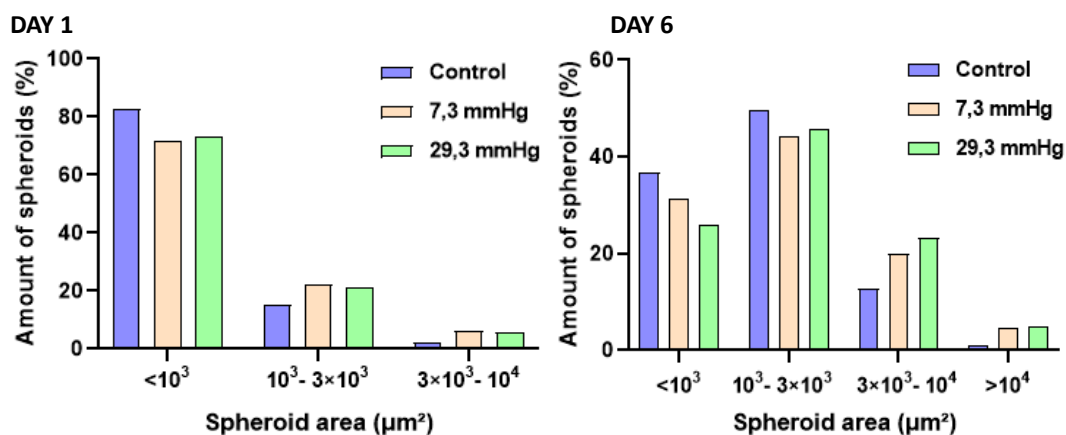 DAY 1
Amount of spheroids (%)
100
80
60
40
20
0
Control
7,3 mmHg
29,3 mmHg
<10³
10³- 3×10³
3×10³- 10⁴
Spheroid area (µm²)
DAY 6
Amount of spheroids (%)
60
40
20
0
Control
7,3 mmHg
29,3 mmHg
<10³
10³- 3×10³
3×10³- 10⁴
>10⁴
Spheroid area (µm²)